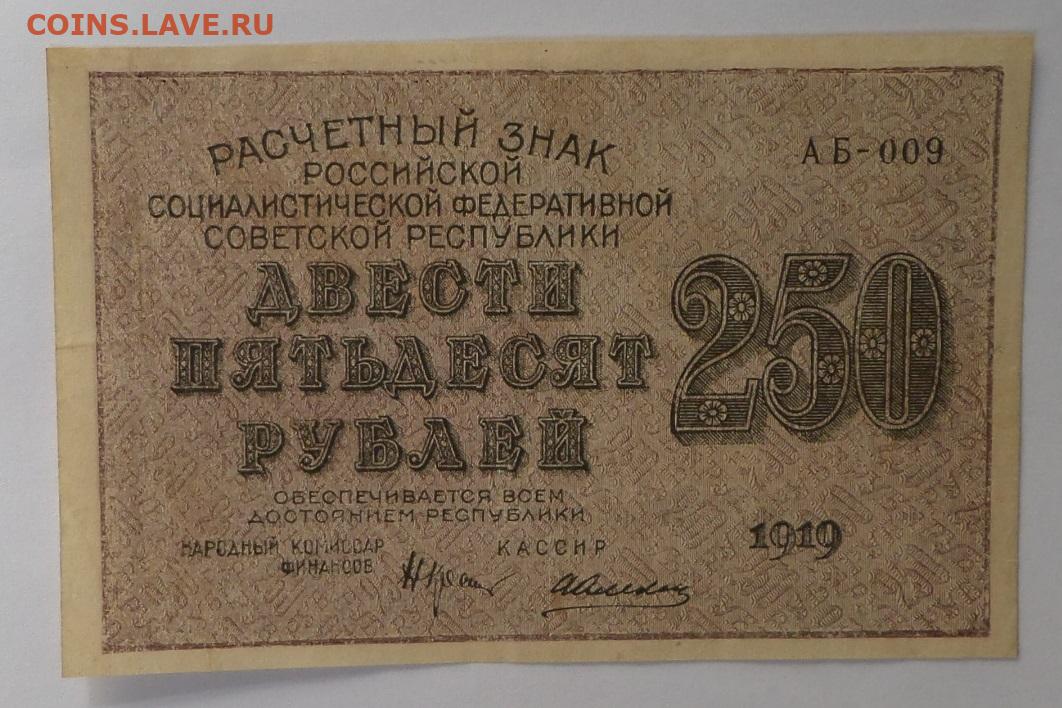 COINS.LAVE.RU
РАСЧЕТНЫЙ ЗНАК
АБ-009
РОССИЙСКОЙ
СОЦИАЛИСТИЧЕСКОЙ ФЕДЕРАТИВНОЙ
СОВЕТСКОЙ РЕСПУБЛИКИ
ДВЕСТИ
ПЯТЬДЕСЯТ
РУБЛЕЙ
250
ОБЕСПЕЧИВАЕТСЯ ВСЕМ
ДОСТОЯНИЕМ РЕСПУБЛИКИ
НАРОДНЫЙ КОМИССАР
ФИНАНСОВ
КАССИР
1919